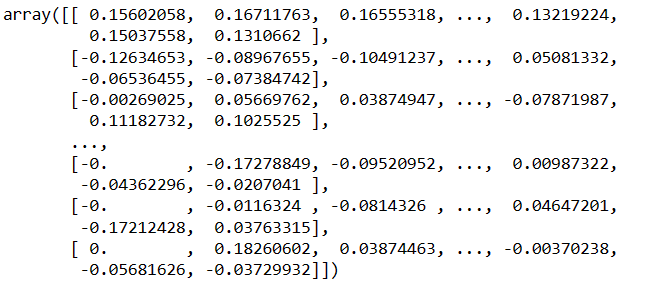 array([[ 0.15602058,  0.16711763,  0.16555318, ...,  0.13219224,
         0.15037558,  0.1310662 ],
       [-0.12634653, -0.08967655, -0.10491237, ...,  0.05081332,
        -0.06536455, -0.07384742],
       [-0.00269025,  0.05669762,  0.03874947, ..., -0.07871987,
         0.11182732,  0.1025525 ],
       ...,
       [-0.        , -0.17278849, -0.09520952, ...,  0.00987322,
        -0.04362296, -0.0207041 ],
       [-0.        , -0.0116324 , -0.0814326 , ...,  0.04647201,
        -0.17212428,  0.03763315],
       [ 0.        ,  0.18260602,  0.03874463, ..., -0.00370238,
        -0.05681626, -0.03729932]])